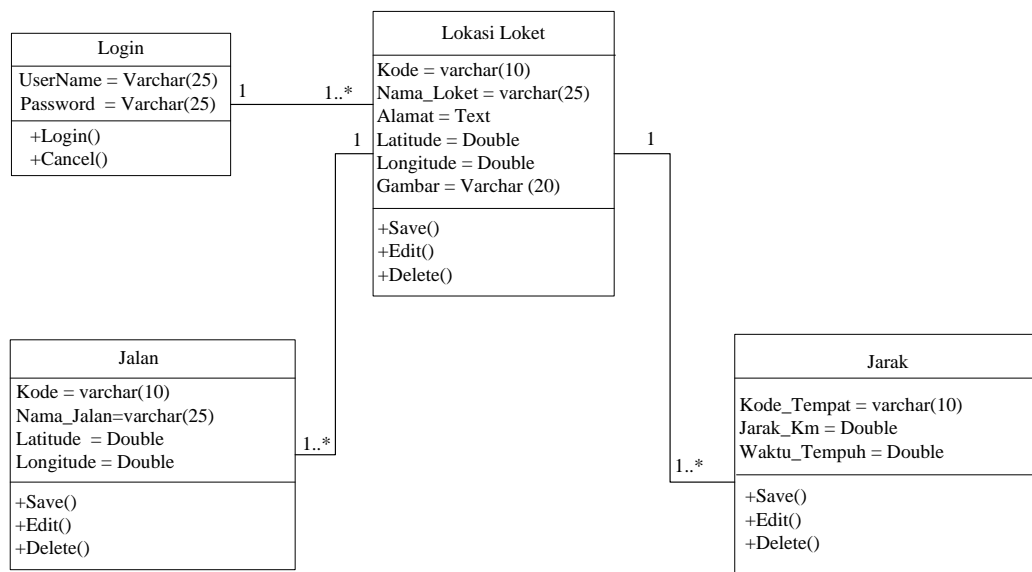 Login
UserName = Varchar(25)
Password  = Varchar(25)
+Login()
+Cancel()
1
1..*
Lokasi Loket
Kode = varchar(10)
Nama_Loket = varchar(25)
Alamat = Text
Latitude = Double
Longitude = Double
Gambar = Varchar (20)
+Save()
+Edit()
+Delete()
1
1
Jalan
Kode = varchar(10)
Nama_Jalan=varchar(25)
Latitude  = Double
Longitude = Double
+Save()
+Edit()
+Delete()
1..*
1..*
Jarak
Kode_Tempat = varchar(10)
Jarak_Km = Double
Waktu_Tempuh = Double
+Save()
+Edit()
+Delete()